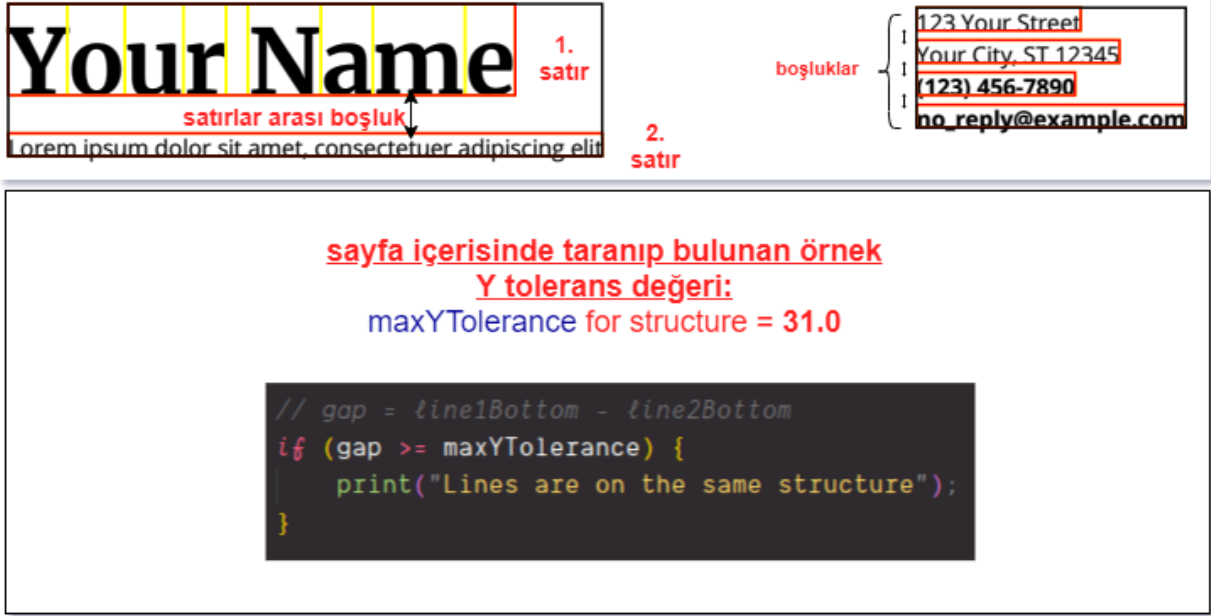 Your Name
1.
satır
satırlar arası boşluk
Lorem ipsum dolor sit amet, consectetuer adipiscing elit
2.
satır
boşluklar
123 Your Street
Your City, ST 12345
(123) 456-7890
no_reply@example.com
sayfa içerisinde taranıp bulunan örnek
Y tolerans değeri:
maxYTolerance for structure = 31.0
// gap = line1Bottom - line2Bottom
if (gap >= maxYTolerance) {
print("Lines are on the same structure");
}